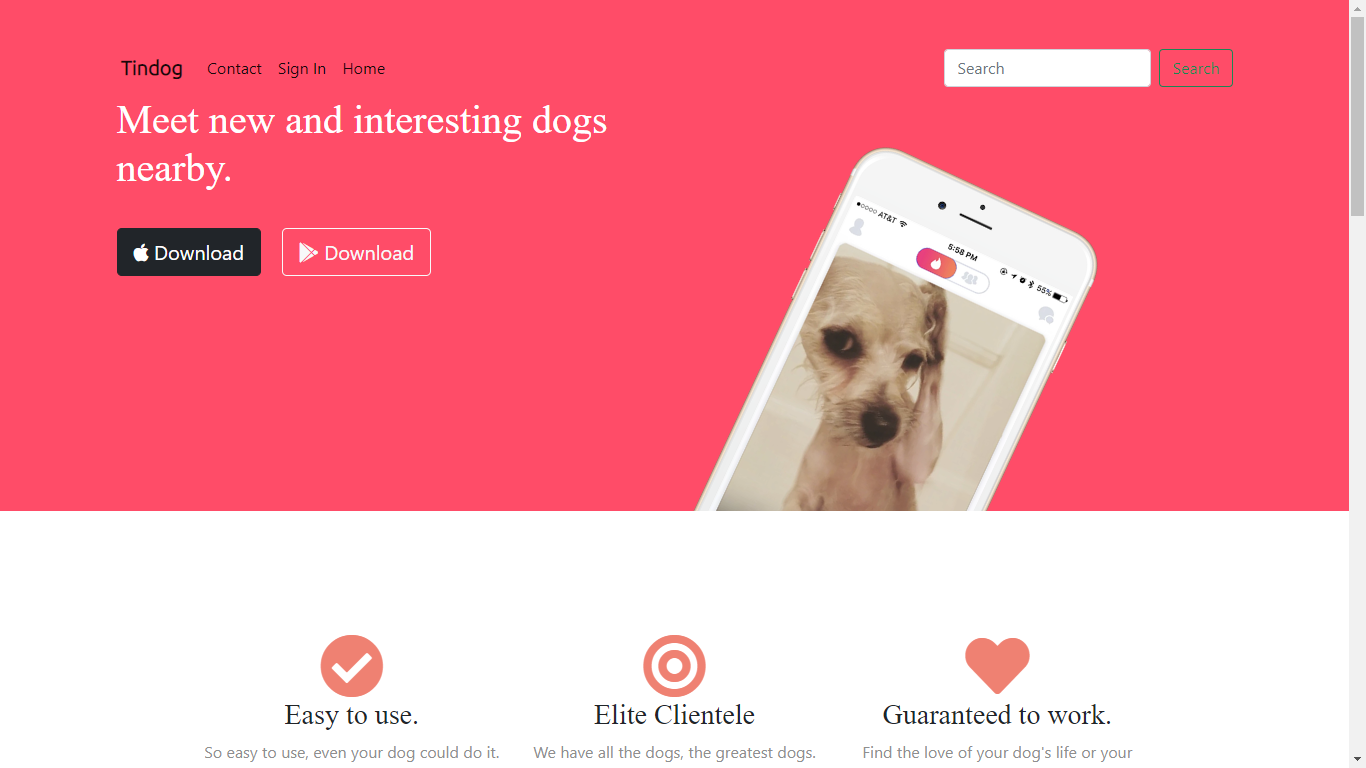 Tindog Contact Sign In Home Search Search
Meet new and interesting dogs
nearby.
Download Download
AT&T 5:58 PM 55%
Easy to use. Elite Clientele Guaranteed to work.
So easy to use, even your dog could do it. We have all the dogs, the greatest dogs. Find the love of your dog's life or your